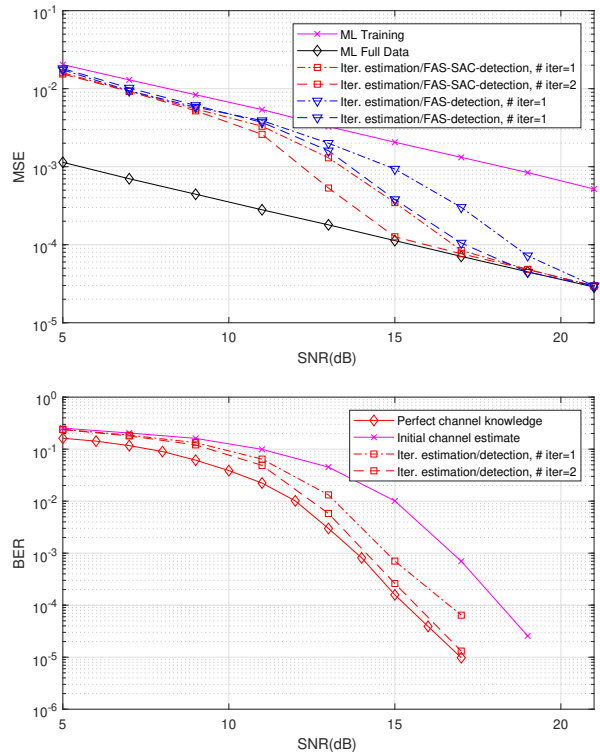 10^-1
10^-2
10^-3
10^-4
10^-5
MSE
5
10
15
20
SNR(dB)
ML Training
ML Full Data
Iter. estimation/FAS-SAC-detection, # iter=1
Iter. estimation/FAS-SAC-detection, # iter=2
Iter. estimation/FAS-detection, # iter=1
Iter. estimation/FAS-detection, # iter=1
10^0
10^-1
10^-2
10^-3
10^-4
10^-5
10^-6
BER
5
10
15
20
SNR(dB)
Perfect channel knowledge
Initial channel estimate
Iter. estimation/detection, # iter=1
Iter. estimation/detection, # iter=2